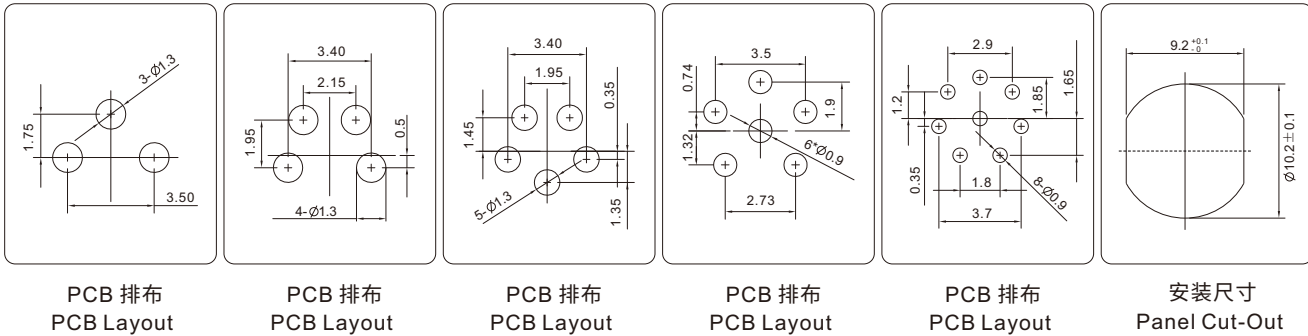 3-Ø1.3
1.75
3.50
PCB 排布
PCB Layout
3.40
2.15
1.95
0.5
4-Ø1.3
PCB 排布
PCB Layout
3.40
1.95
0.35
1.45
5-Ø1.3
1.35
PCB 排布
PCB Layout
3.5
0.74
1.9
1.32
6*Ø0.9
2.73
PCB 排布
PCB Layout
2.9
1.65
1.85
1.2
0.35
1.8
8-Ø0.9
3.7
PCB 排布
PCB Layout
9.2 +0.1 -0
Ø10.2±0.1
安装尺寸
Panel Cut-Out